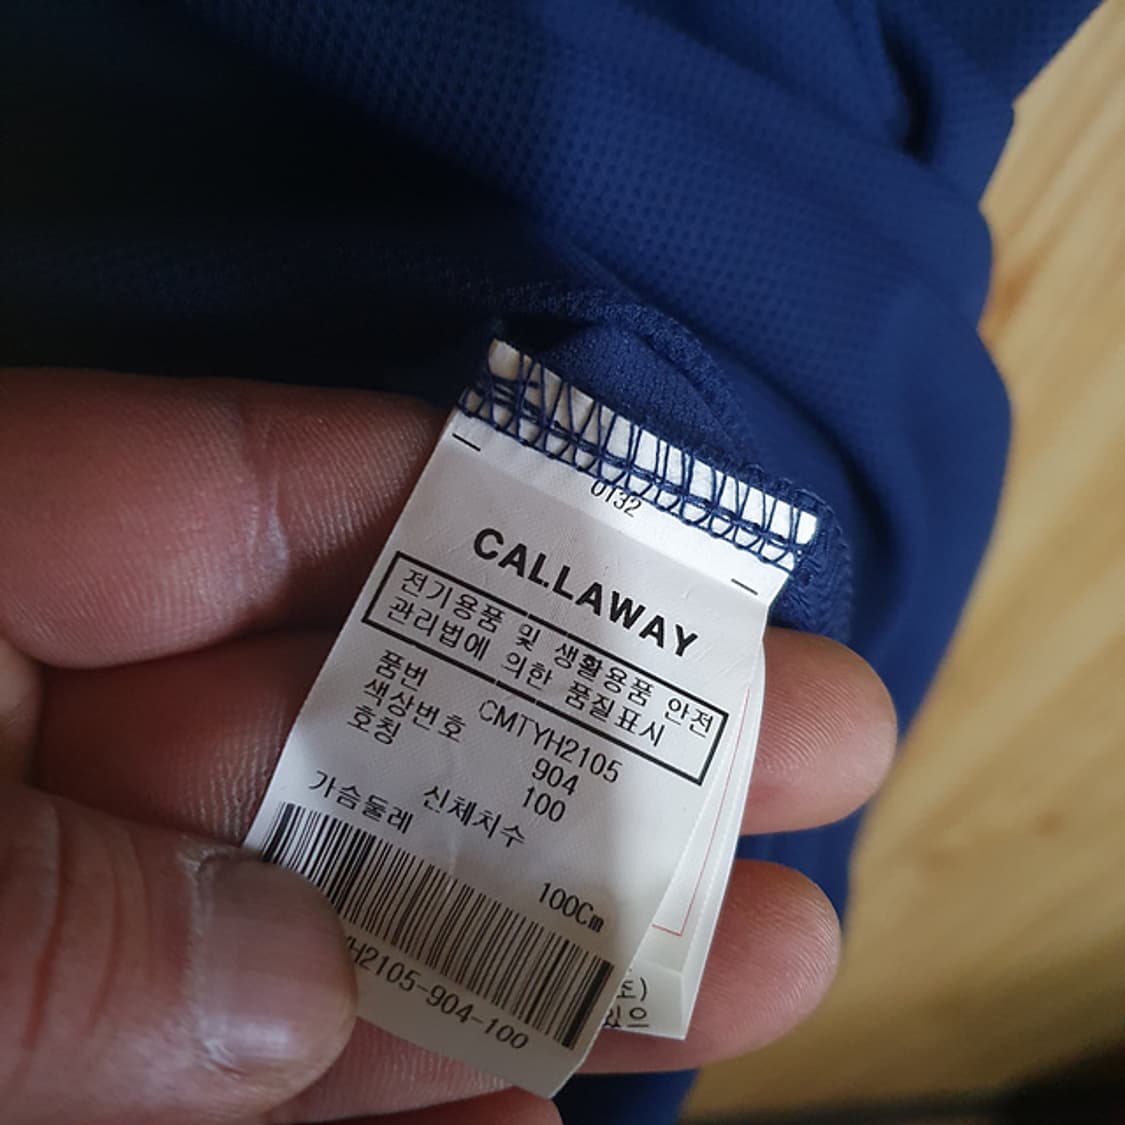 0132
CALLAWAY
전기용품 및 생활용품 안전
관리법에 의한 품질표시
품번 CMTYH2105
색상번호 904
호칭 100
신체치수
가슴둘레 100Cm
H2105-904-100
있으